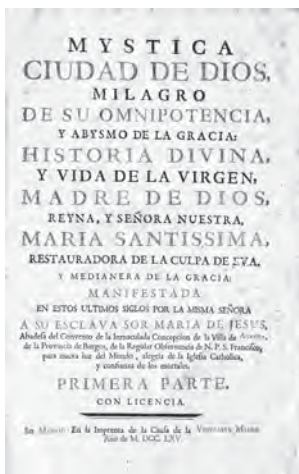 MYSTICA
CIUDAD DE DIOS,
MILAGRO
DE SU OMNIPOTENCIA,
Y ABYSMO DE LA GRACIA:
HISTORIA DIVINA,
Y VIDA DE LA VIRGEN,
MADRE DE DIOS,
REYNA, Y SEÑORA NUESTRA,
MARIA SANTISSIMA,
RESTAURADORA DE LA CULPA DE EVA,
Y MEDIANERA DE LA GRACIA:
MANIFESTADA
EN ESTOS ULTIMOS SIGLOS POR LA MISMA SEÑORA
A SU ESCLAVA SOR MARIA DE JESUS,
Abadesa del Convento de la Inmaculada Concepcion de la Villa de
de la Provincia de Burgos, de la Regular Observancia de N. P. S. Francisco,
para nueva luz del Mundo, alegria de la Iglesia Catholica,
y confianza de los mortales.
PRIMERA PARTE.
CON LICENCIA.
En la Imprenta de la Causa de la VENERABLE MADRE
Año de M. DCC. LXV.